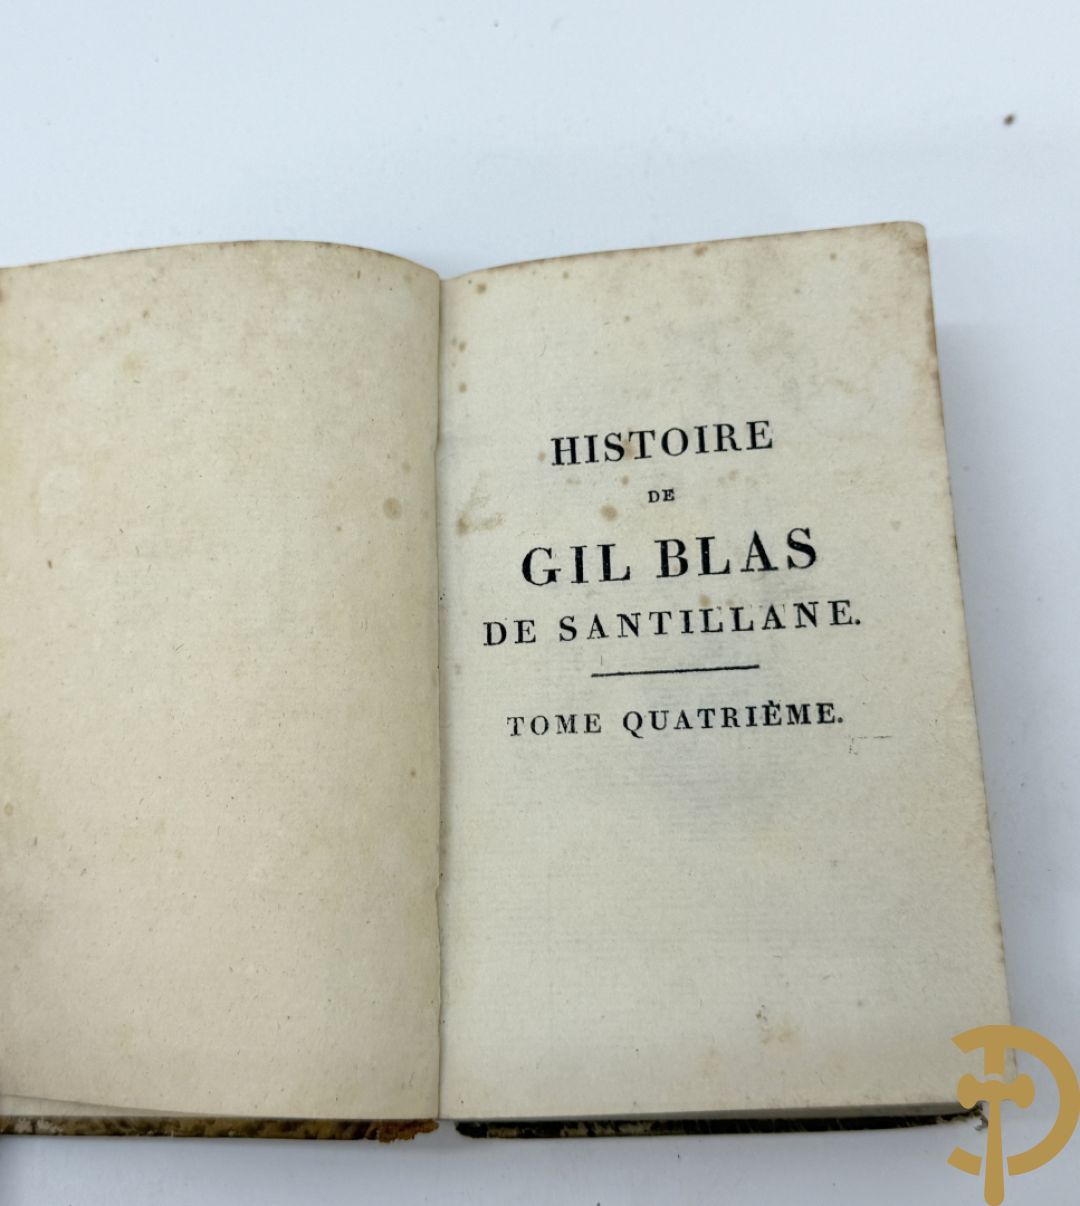 HISTOIRE
DE
GIL BLAS
DE SANTILLANE.
TOME QUATRIÈME.